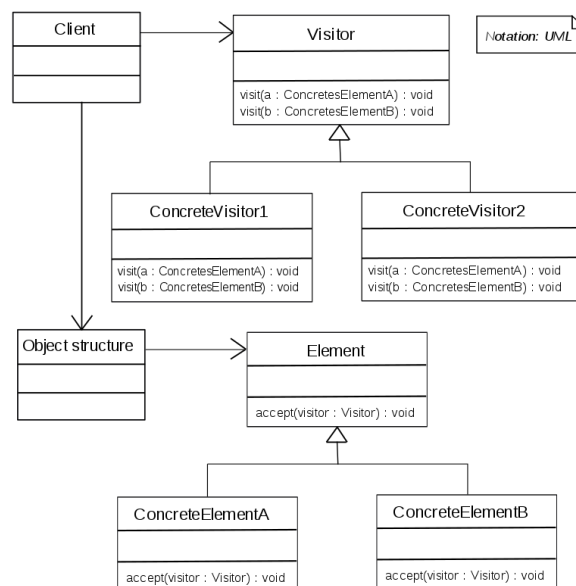 Client
Visitor
Notation: UML
visit(a : ConcretesElementA) : void
visit(b : ConcretesElementB) : void
ConcreteVisitor1
ConcreteVisitor2
visit(a : ConcretesElementA) : void
visit(b : ConcretesElementB) : void
visit(a : ConcretesElementA) : void
visit(b : ConcretesElementB) : void
Object structure
Element
accept(visitor : Visitor) : void
ConcreteElementA
ConcreteElementB
accept(visitor : Visitor) : void
accept(visitor : Visitor) : void